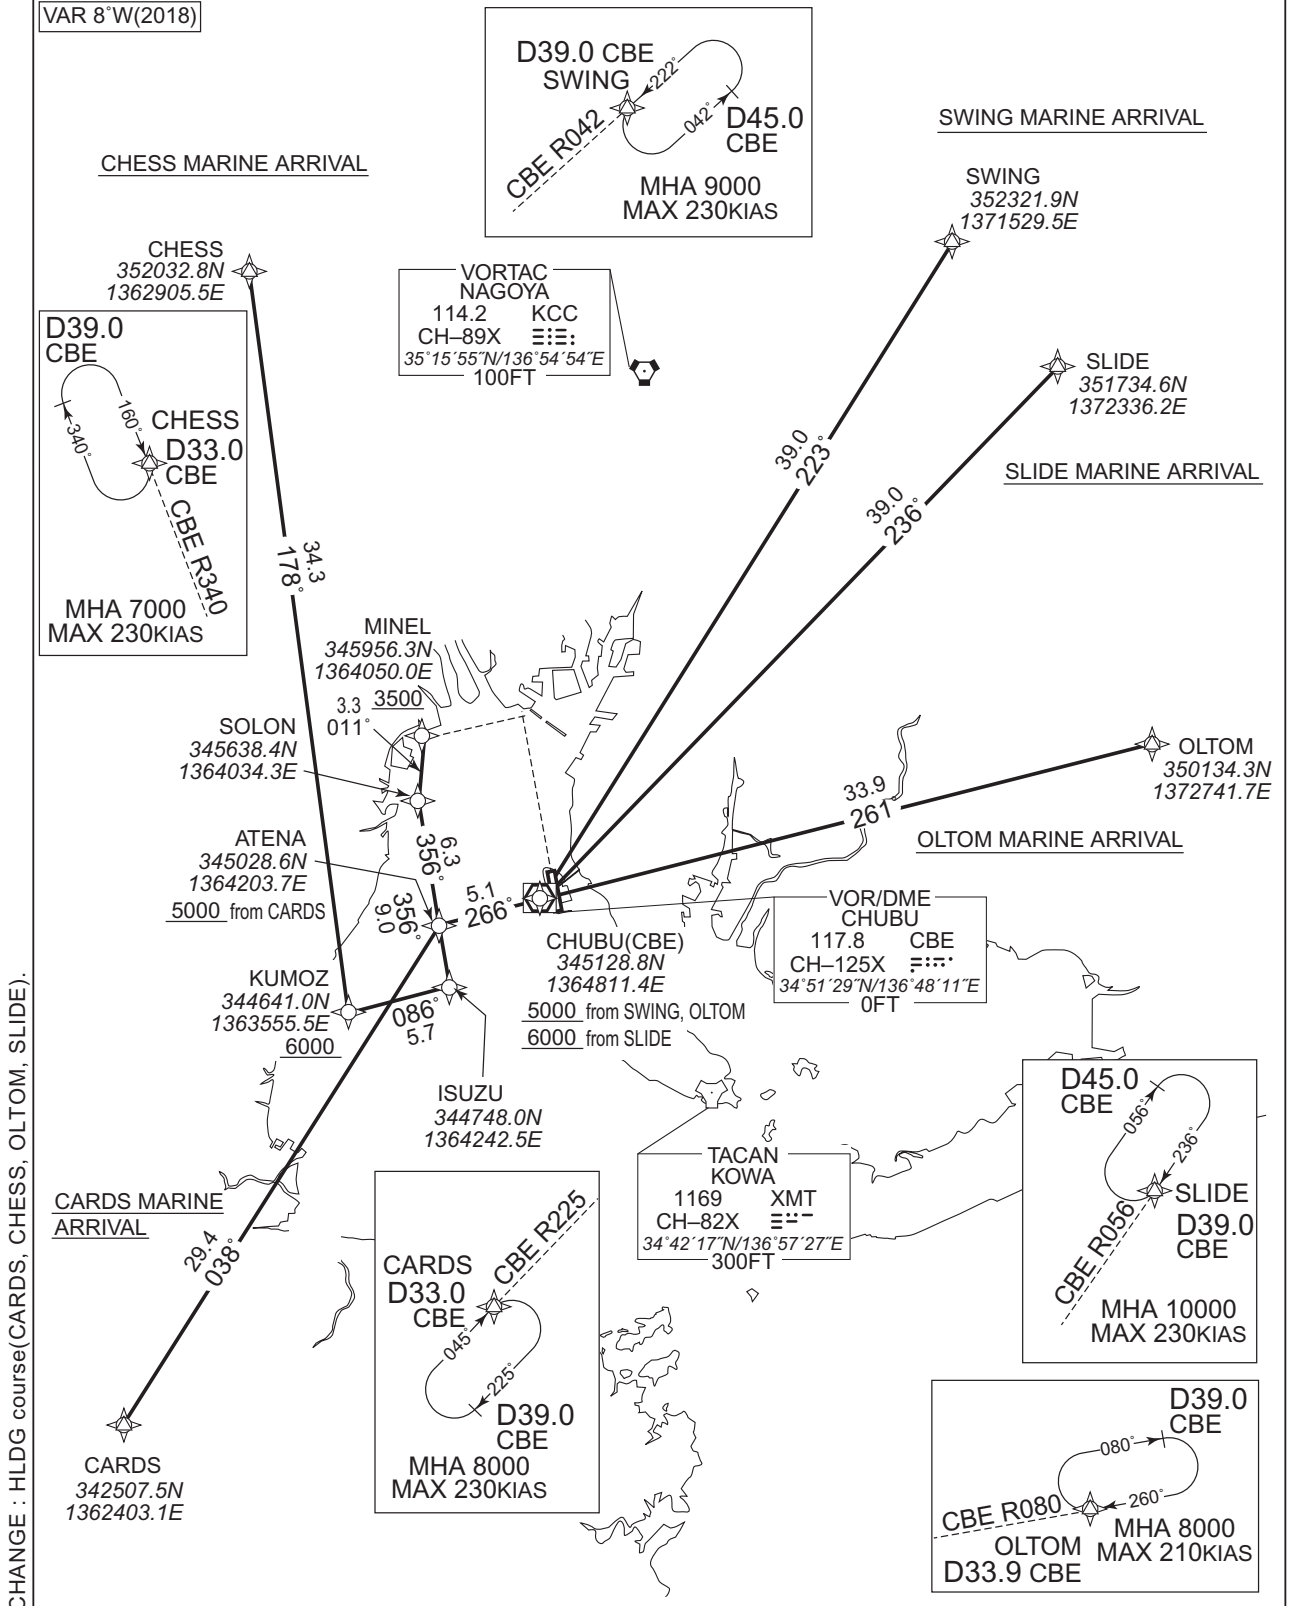 VAR 8°W(2018)
D39.0 CBE
SWING
222°
042°
D45.0
CBE
CBE R042
MHA 9000
MAX 230KIAS
SWING MARINE ARRIVAL
CHESS MARINE ARRIVAL
SWING
352321.9N
1371529.5E
CHESS
352032.8N
1362905.5E
VORTAC
NAGOYA
114.2 KCC
CH–89X
35°15´55˝N/136°54´54˝E
100FT
D39.0
CBE
160°
340°
CHESS
D33.0
CBE
CBE R340
MHA 7000
MAX 230KIAS
SLIDE
351734.6N
1372336.2E
SLIDE MARINE ARRIVAL
39.0
223°
39.0
236°
34.3
178°
MINEL
345956.3N
1364050.0E
3500
3.3
011°
SOLON
345638.4N
1364034.3E
OLTOM
350134.3N
1372741.7E
33.9
261°
OLTOM MARINE ARRIVAL
ATENA
345028.6N
1364203.7E
5000 from CARDS
6.3
356°
356°
9.0
5.1
266°
VOR/DME
CHUBU
117.8 CBE
CH–125X
34°51´29˝N/136°48´11˝E
0FT
CHUBU(CBE)
345128.8N
1364811.4E
5000 from SWING, OLTOM
6000 from SLIDE
KUMOZ
344641.0N
1363555.5E
6000
086°
5.7
ISUZU
344748.0N
1364242.5E
D45.0
CBE
056°
236°
SLIDE
D39.0
CBE
CBE R056
MHA 10000
MAX 230KIAS
TACAN
KOWA
1169 XMT
CH–82X
34°42´17˝N/136°57´27˝E
300FT
CARDS MARINE
ARRIVAL
29.4
038°
CBE R225
CARDS
D33.0
CBE
045°
225°
D39.0
CBE
MHA 8000
MAX 230KIAS
CARDS
342507.5N
1362403.1E
D39.0
CBE
080°
260°
CBE R080
OLTOM
D33.9 CBE
MHA 8000
MAX 210KIAS
CHANGE : HLDG course(CARDS, CHESS, OLTOM, SLIDE).